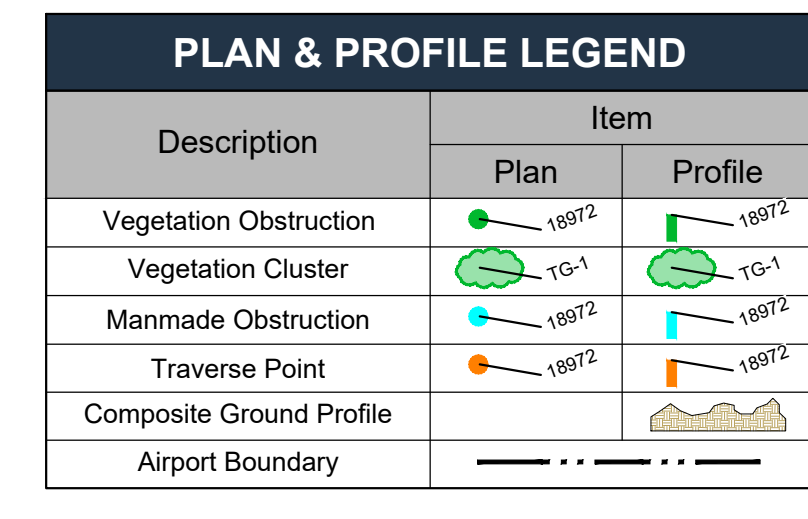 PLAN & PROFILE LEGEND
Description
Item
Plan
Profile
Vegetation Obstruction
18972
18972
Vegetation Cluster
TG-1
TG-1
Manmade Obstruction
18972
18972
Traverse Point
18972
18972
Composite Ground Profile
Airport Boundary